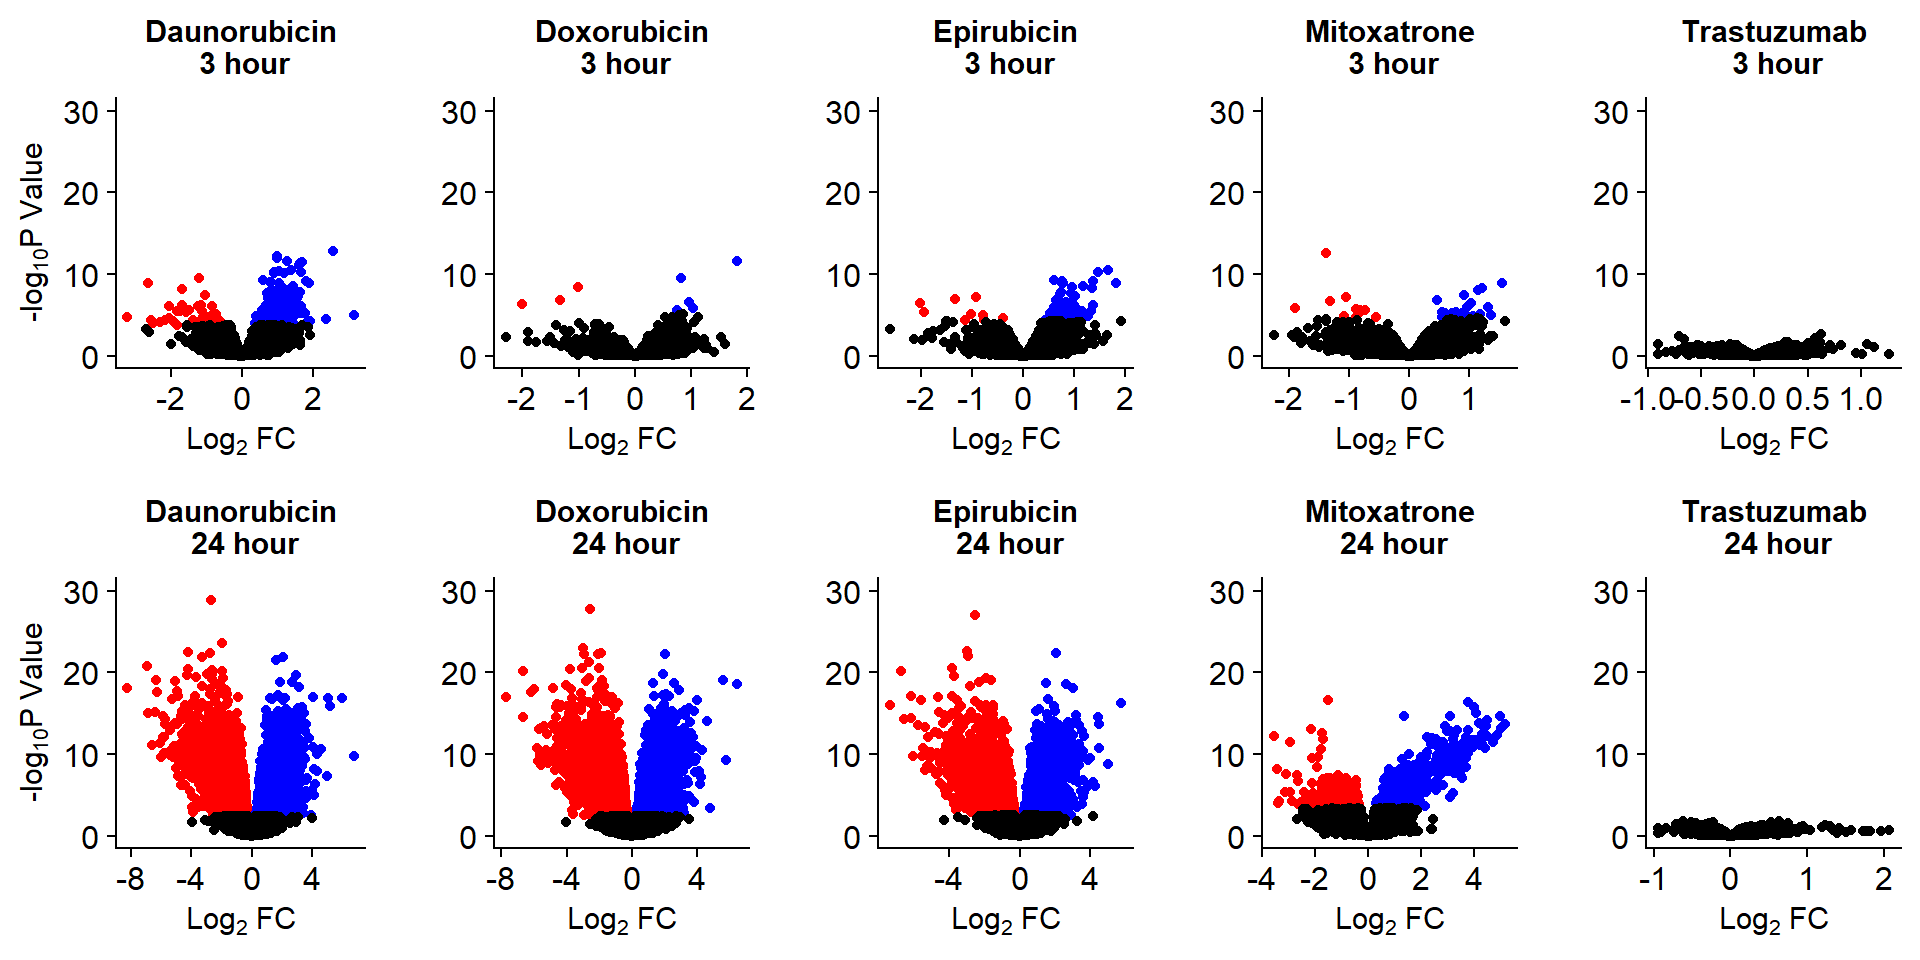 Daunorubicin
3 hour
Doxorubicin
3 hour
Epirubicin
3 hour
Mitoxatrone
3 hour
Trastuzumab
3 hour
-log10P Value
30
20
10
0
30
20
10
0
30
20
10
0
30
20
10
0
30
20
10
0
-2 0 2
-2 -1 0 1 2
-2 -1 0 1 2
-2 -1 0 1
-1.0 -0.5 0.0 0.5 1.0
Log2 FC
Log2 FC
Log2 FC
Log2 FC
Log2 FC
Daunorubicin
24 hour
Doxorubicin
24 hour
Epirubicin
24 hour
Mitoxatrone
24 hour
Trastuzumab
24 hour
-log10P Value
30
20
10
0
30
20
10
0
30
20
10
0
30
20
10
0
30
20
10
0
-8 -4 0 4
-8 -4 0 4
-4 0 4
-4 -2 0 2 4
-1 0 1 2
Log2 FC
Log2 FC
Log2 FC
Log2 FC
Log2 FC